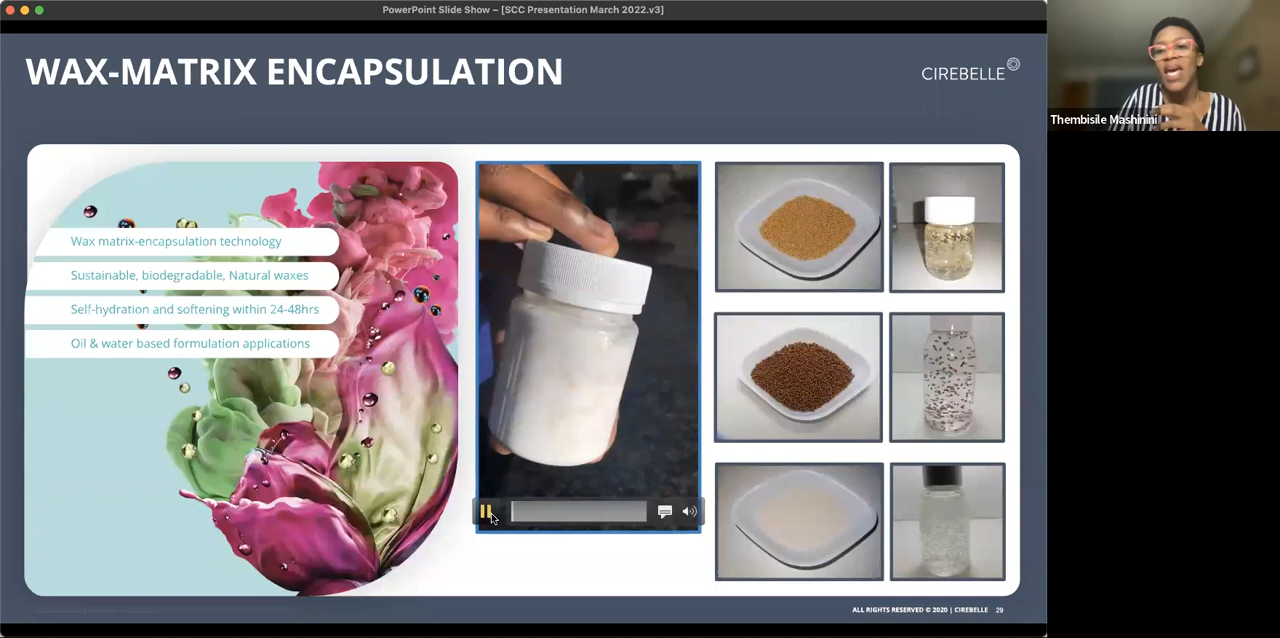 PowerPoint Slide Show – [SCC Presentation March 2022.v3]
WAX-MATRIX ENCAPSULATION
CIREBELLE
Thembisile Mashinini
Wax matrix-encapsulation technology
Sustainable, biodegradable, Natural waxes
Self-hydration and softening within 24-48hrs
Oil & water based formulation applications
ALL RIGHTS RESERVED © 2020 | CIREBELLE 29